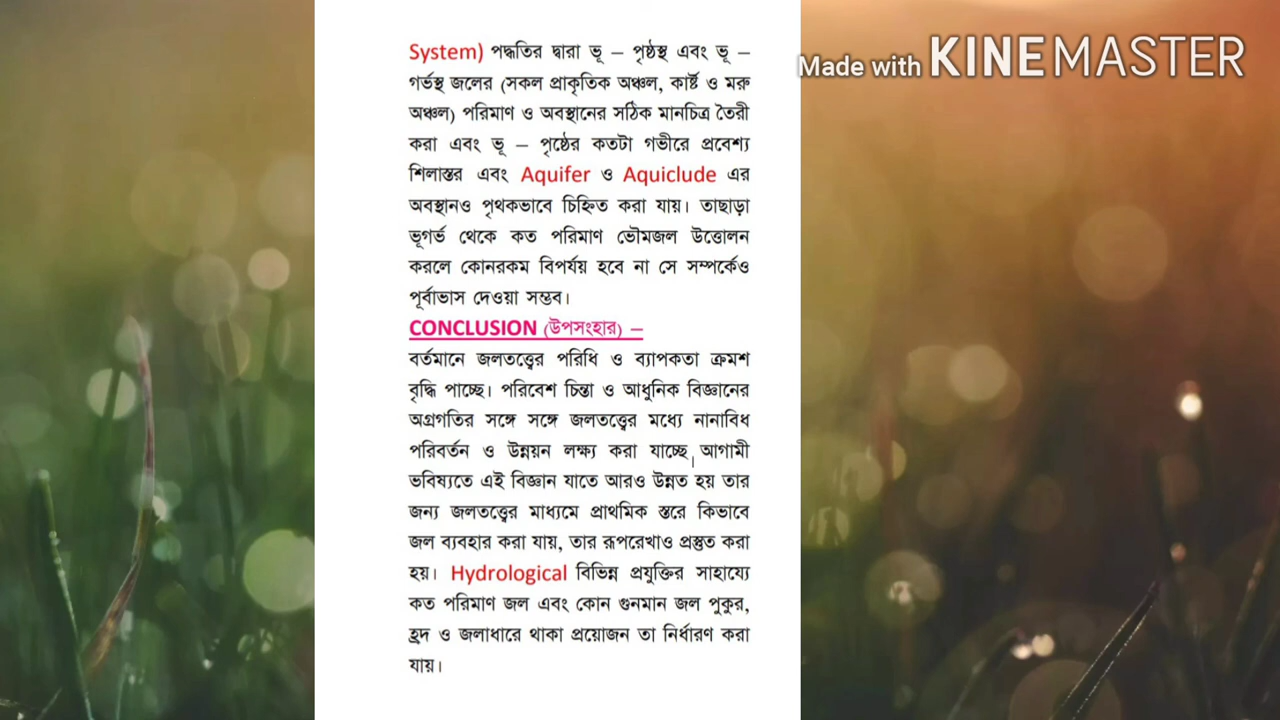 System) পদ্ধতির দ্বারা ভূ – পৃষ্ঠস্থ এবং ভূ –
গর্ভস্থ জলের (সকল প্রাকৃতিক অঞ্চল, কার্ষ্ট ও মরু
অঞ্চল) পরিমাণ ও অবস্থানের সঠিক মানচিত্র তৈরী
করা এবং ভূ – পৃষ্ঠের কতটা গভীরে প্রবেশ্য
শিলাস্তর এবং Aquifer ও Aquiclude এর
অবস্থানও পৃথকভাবে চিহ্নিত করা যায়। তাছাড়া
ভূগর্ভ থেকে কত পরিমাণ ভৌমজল উত্তোলন
করলে কোনরকম বিপর্যয় হবে না সে সম্পর্কেও
পূর্বাভাস দেওয়া সম্ভব।
CONCLUSION (উপসংহার) –
বর্তমানে জলতত্ত্বের পরিধি ও ব্যাপকতা ক্রমশ
বৃদ্ধি পাচ্ছে। পরিবেশ চিন্তা ও আধুনিক বিজ্ঞানের
অগ্রগতির সঙ্গে সঙ্গে জলতত্ত্বের মধ্যে নানাবিধ
পরিবর্তন ও উন্নয়ন লক্ষ্য করা যাচ্ছে। আগামী
ভবিষ্যতে এই বিজ্ঞান যাতে আরও উন্নত হয় তার
জন্য জলতত্ত্বের মাধ্যমে প্রাথমিক স্তরে কিভাবে
জল ব্যবহার করা যায়, তার রূপরেখাও প্রস্তুত করা
হয়। Hydrological বিভিন্ন প্রযুক্তির সাহায্যে
কত পরিমাণ জল এবং কোন গুনমান জল পুকুর,
হ্রদ ও জলাধারে থাকা প্রয়োজন তা নির্ধারণ করা
যায়।
Made with KINEMASTER